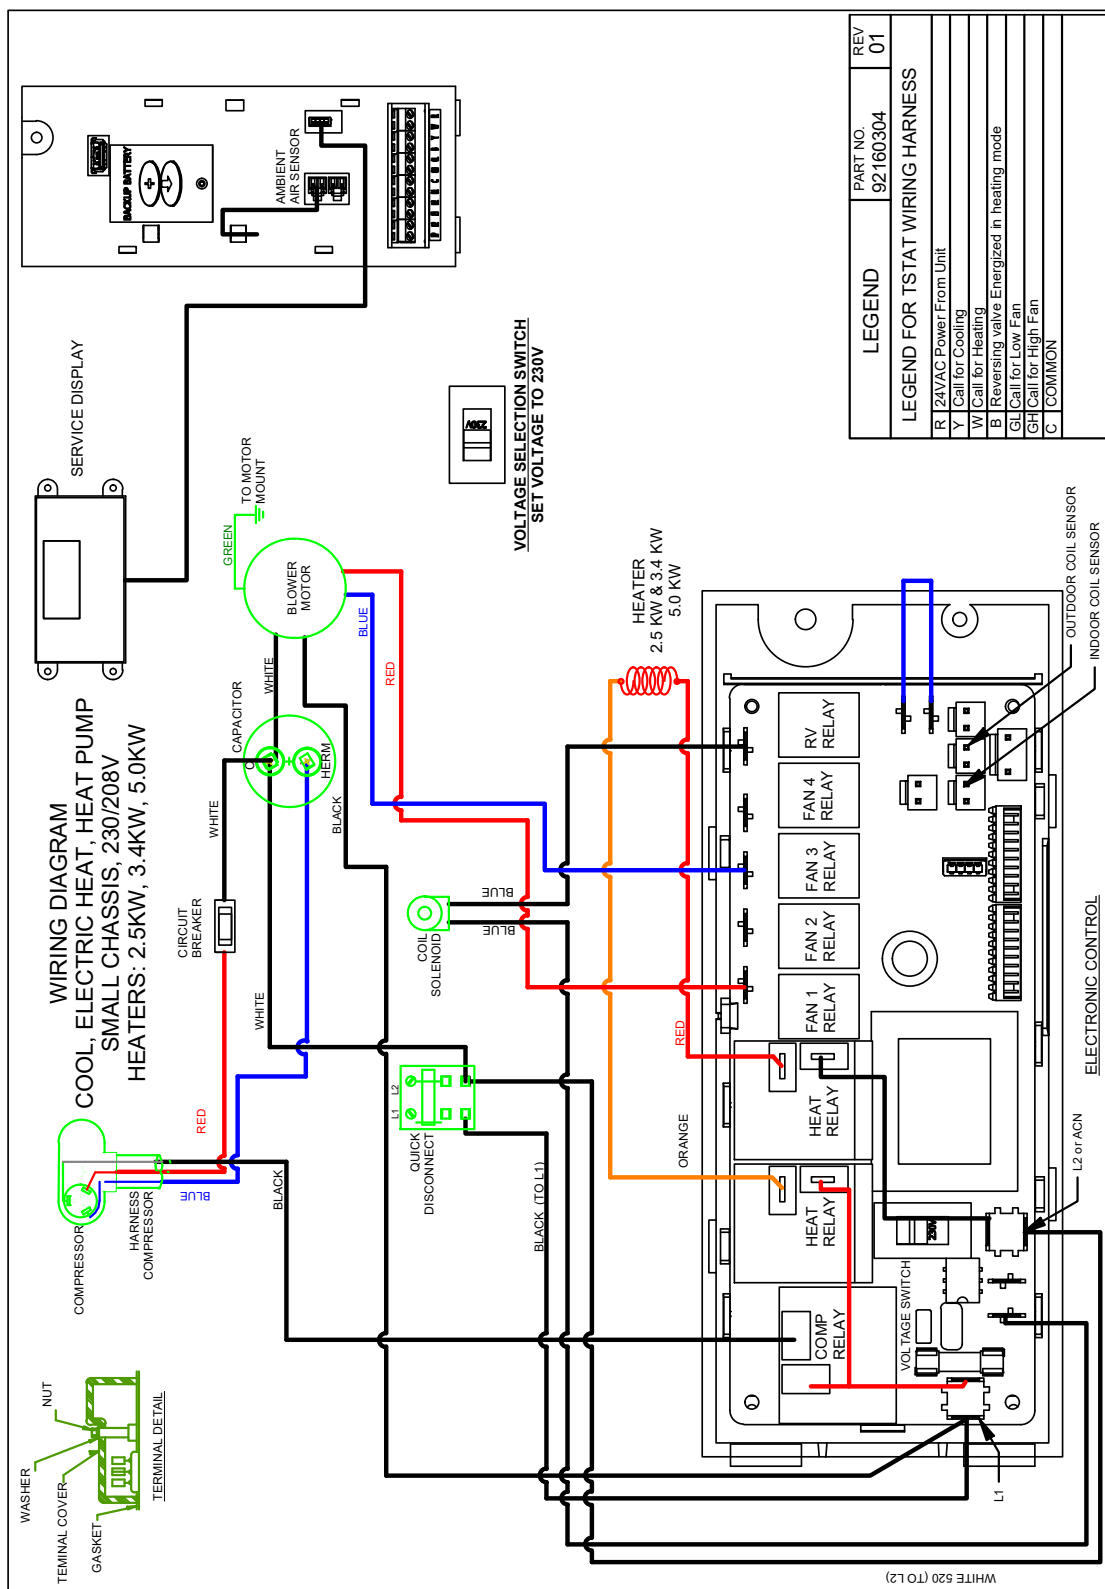 WIRING DIAGRAM
COOL, ELECTRIC HEAT, HEAT PUMP
SMALL CHASSIS, 230/208V
HEATERS: 2.5KW, 3.4KW, 5.0KW
WASHER
NUT
TEMINAL COVER
GASKET
TERMINAL DETAIL
COMPRESSOR
HARNESS
COMPRESSOR
RED
BLUE
BLACK
CIRCUIT
BREAKER
WHITE
WHITE
CAPACITOR
C
HERM
WHITE
BLACK
BLOWER
MOTOR
GREEN
TO MOTOR
MOUNT
BLUE
RED
SERVICE DISPLAY
BACKUP BATTERY
AMBIENT
AIR SENSOR
QUICK
DISCONNECT
L1
L2
COIL
SOLENOID
BLUE
BLUE
VOLTAGE SELECTION SWITCH
SET VOLTAGE TO 230V
230V
BLACK (TO L1)
ORANGE
RED
HEATER
2.5 KW & 3.4 KW
5.0 KW
COMP
RELAY
HEAT
RELAY
HEAT
RELAY
FAN 1
RELAY
FAN 2
RELAY
FAN 3
RELAY
FAN 4
RELAY
RV
RELAY
VOLTAGE SWITCH
230V
L1
L2 or ACN
ELECTRONIC CONTROL
OUTDOOR COIL SENSOR
INDOOR COIL SENSOR
WHITE 520 (TO L2)
LEGEND
PART NO.
92160304
REV
01
LEGEND FOR TSTAT WIRING HARNESS
R 24VAC Power From Unit
Y Call for Cooling
W Call for Heating
B Reversing valve Energized in heating mode
GL Call for Low Fan
GH Call for High Fan
C COMMON